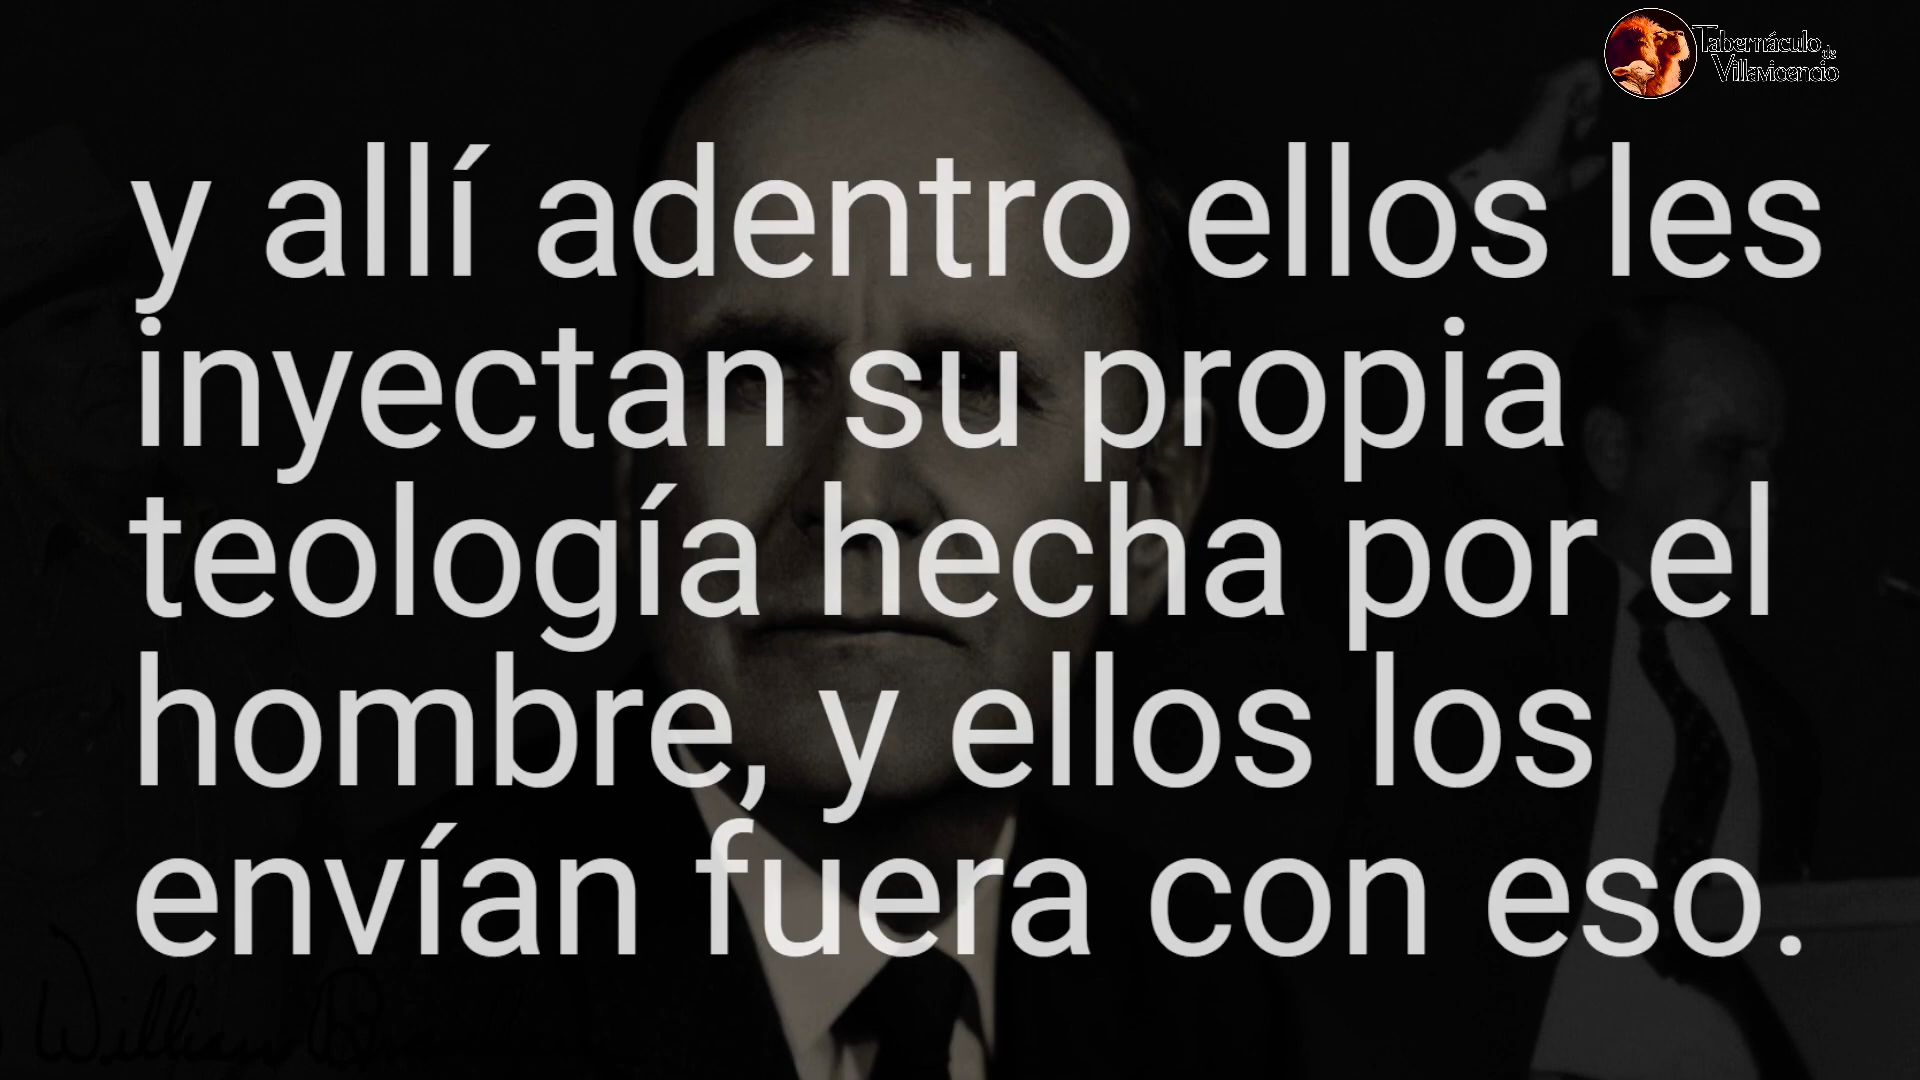 Tabernáculo de
Villavicencio
y allí adentro ellos les
inyectan su propia
teología hecha por el
hombre, y ellos los
envían fuera con eso.
William